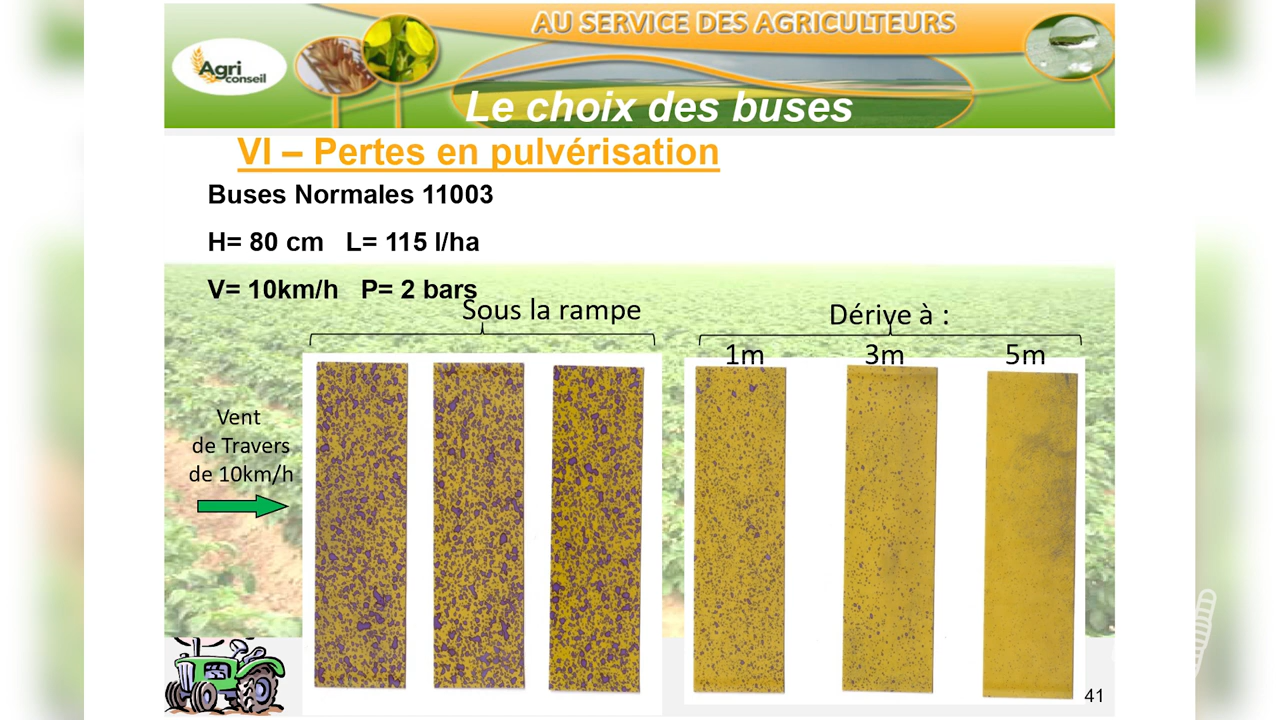 AU SERVICE DES AGRICULTEURS
Agri
conseil
Le choix des buses
VI – Pertes en pulvérisation
Buses Normales 11003
H= 80 cm L= 115 l/ha
V= 10km/h P= 2 bars
Sous la rampe
Dérive à :
1m 3m 5m
Vent
de Travers
de 10km/h
41